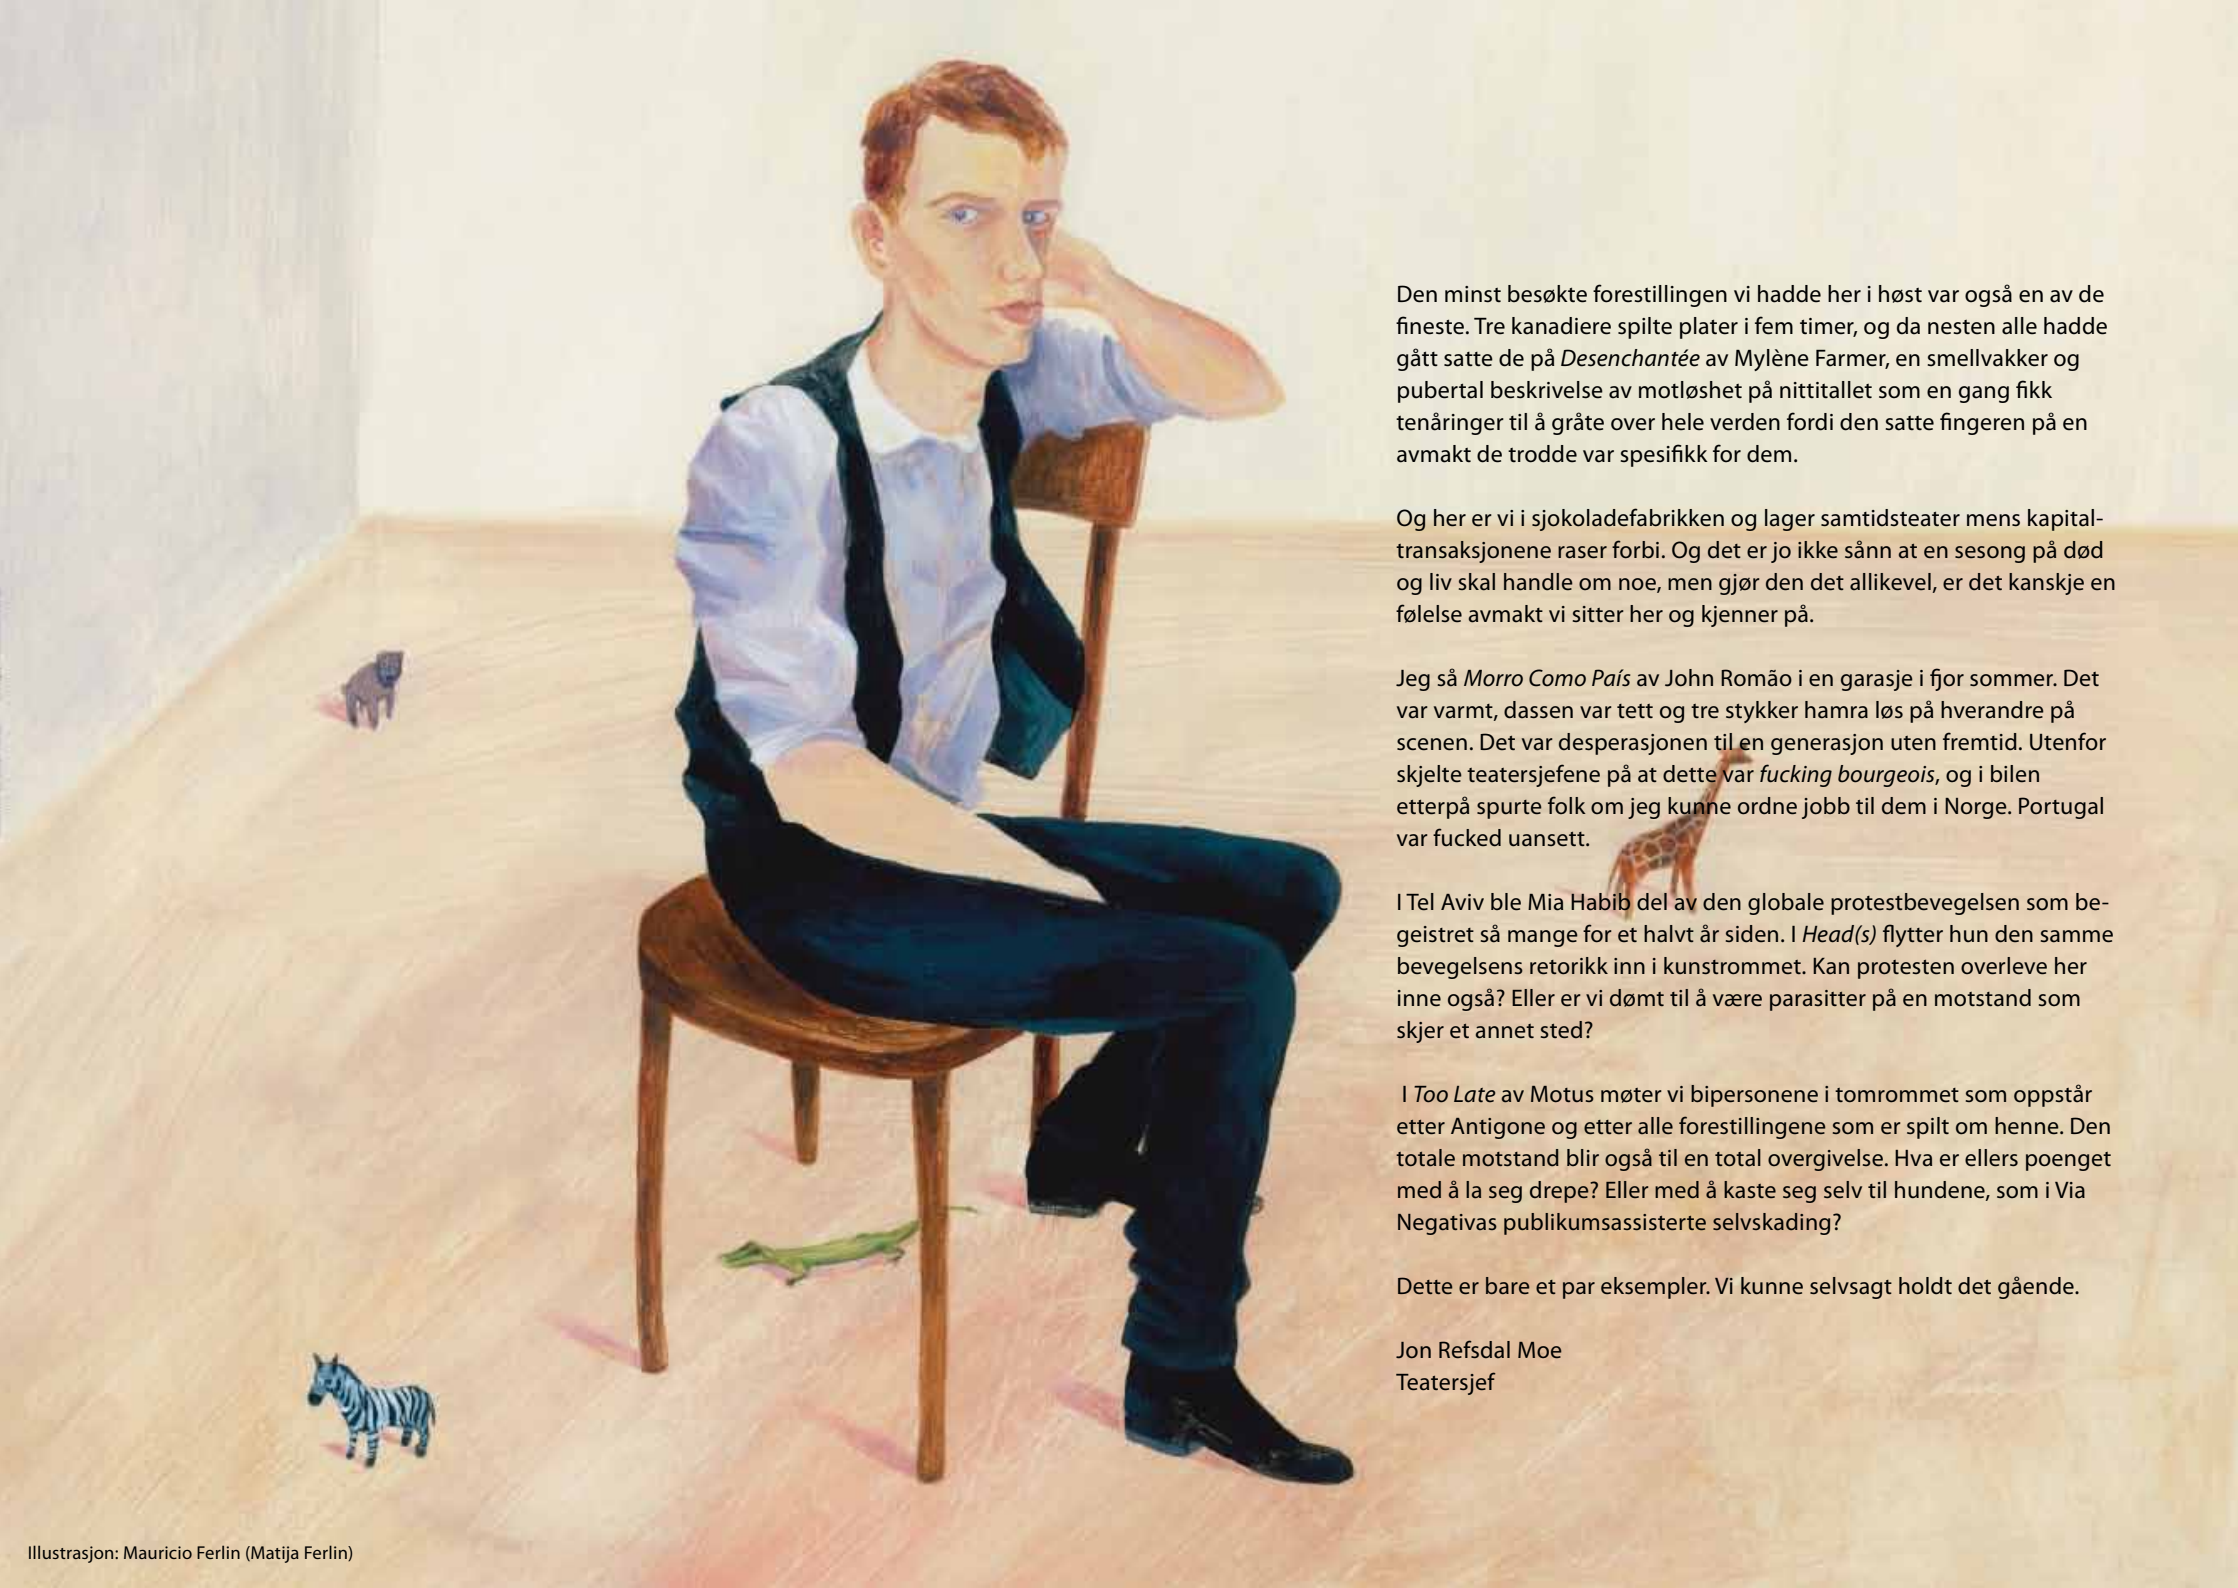 Den minst besøkte forestillingen vi hadde her i høst var også en av de
fineste. Tre kanadiere spilte plater i fem timer, og da nesten alle hadde
gått satte de på Desenchantée av Mylène Farmer, en smellvakker og
pubertal beskrivelse av motløshet på nittitallet som en gang fikk
tenåringer til å gråte over hele verden fordi den satte fingeren på en
avmakt de trodde var spesifikk for dem.
Og her er vi i sjokoladefabrikken og lager samtidsteater mens kapital-
transaksjonene raser forbi. Og det er jo ikke sånn at en sesong på død
og liv skal handle om noe, men gjør den det allikevel, er det kanskje en
følelse avmakt vi sitter her og kjenner på.
Jeg så Morro Como País av John Romão i en garasje i fjor sommer. Det
var varmt, dassen var tett og tre stykker hamra løs på hverandre på
scenen. Det var desperasjonen til en generasjon uten fremtid. Utenfor
skjelte teatersjefene på at dette var fucking bourgeois, og i bilen
etterpå spurte folk om jeg kunne ordne jobb til dem i Norge. Portugal
var fucked uansett.
I Tel Aviv ble Mia Habib del av den globale protestbevegelsen som be-
geistret så mange for et halvt år siden. I Head(s) flytter hun den samme
bevegelsens retorikk inn i kunstrommet. Kan protesten overleve her
inne også? Eller er vi dømt til å være parasitter på en motstand som
skjer et annet sted?
I Too Late av Motus møter vi bipersonene i tomrommet som oppstår
etter Antigone og etter alle forestillingene som er spilt om henne. Den
totale motstand blir også til en total overgivelse. Hva er ellers poenget
med å la seg drepe? Eller med å kaste seg selv til hundene, som i Via
Negativas publikumsassisterte selvskading?
Dette er bare et par eksempler. Vi kunne selvsagt holdt det gående.
Jon Refsdal Moe
Teatersjef
Illustrasjon: Mauricio Ferlin (Matija Ferlin)